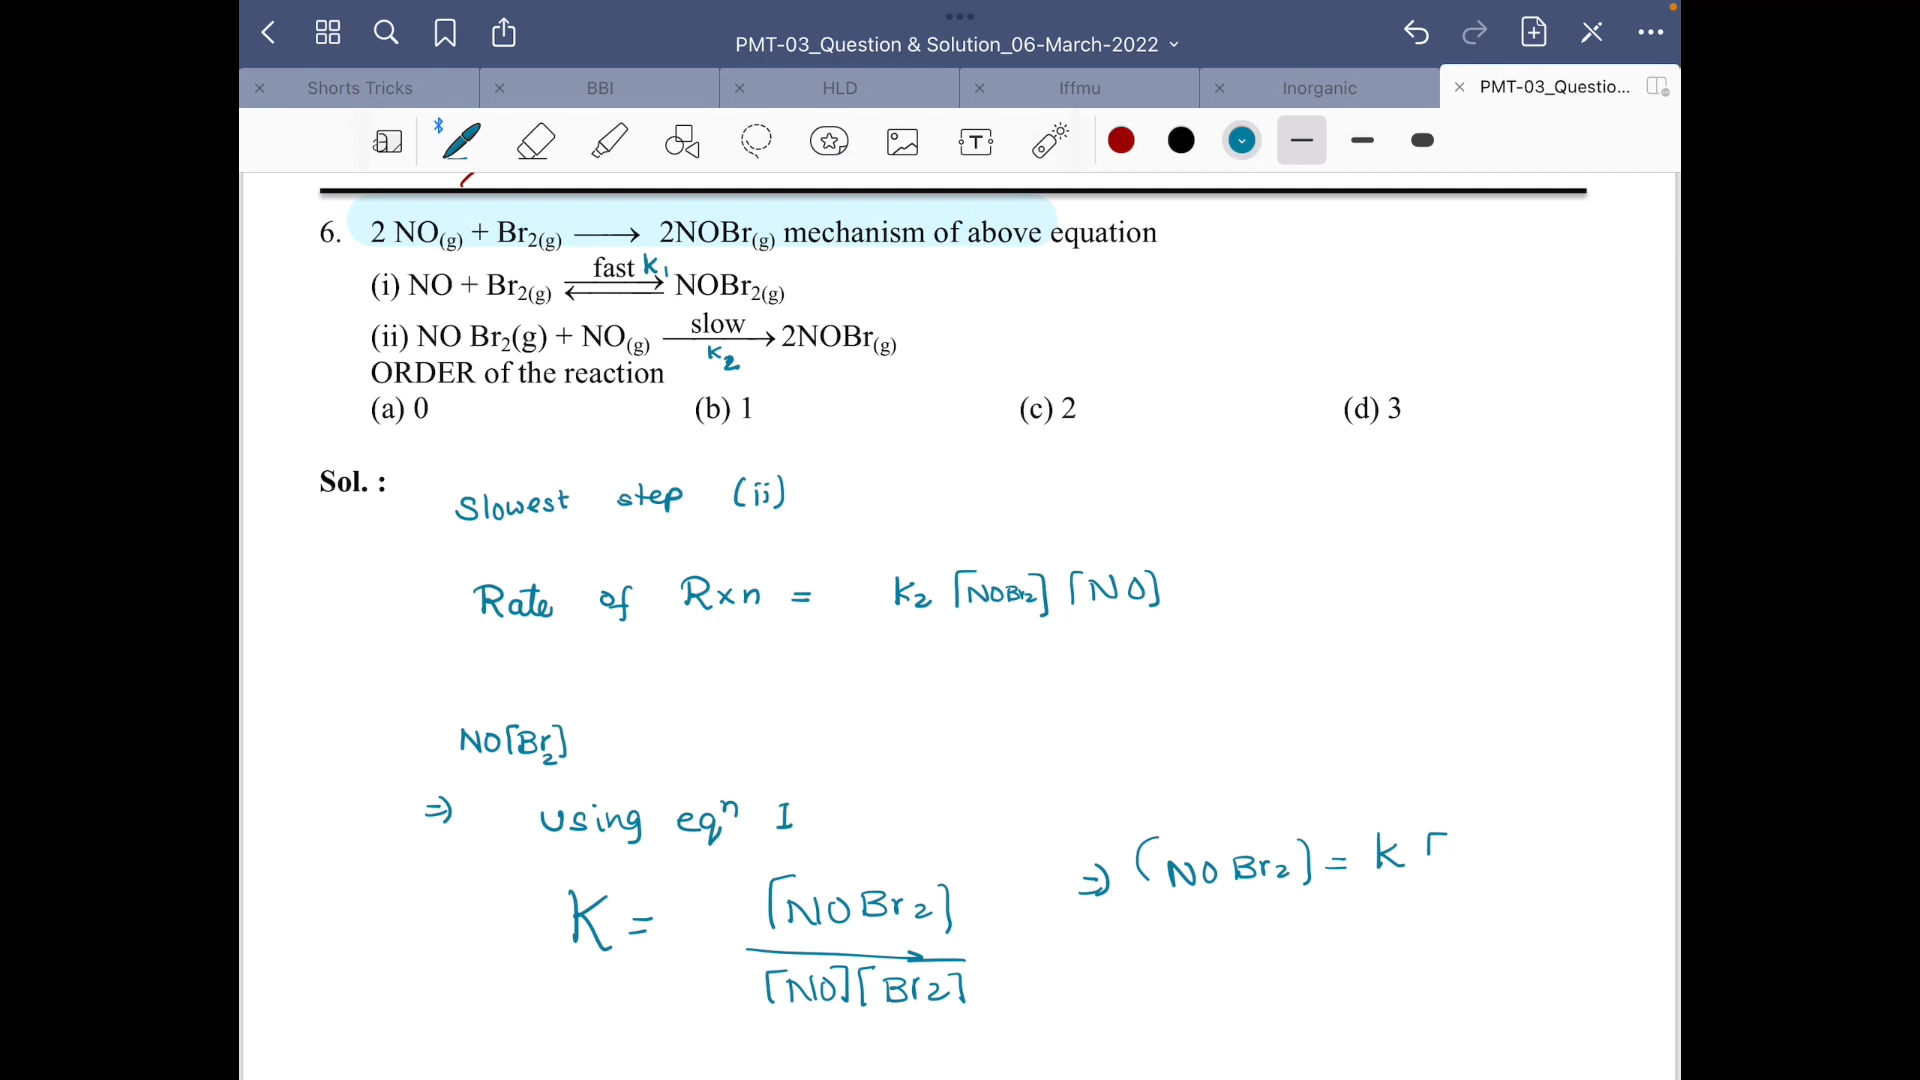 PMT-03_Question & Solution_06-March-2022
Shorts Tricks BBI HLD Iffmu Inorganic PMT-03_Questio...
6. 2 NO(g) + Br2(g) ⟶ 2NOBr(g) mechanism of above equation
(i) NO + Br2(g) ⇌ NOBr2(g) fast K1
(ii) NO Br2(g) + NO(g) ⟶ 2NOBr(g) slow K2
ORDER of the reaction
(a) 0 (b) 1 (c) 2 (d) 3
Sol. :
Slowest step (ii)
Rate of Rxn = K2 [NOBr2] [NO]
NO[Br2]
⇒ Using eqn I
K = [NOBr2] / [NO][Br2] ⇒ (NOBr2] = K [